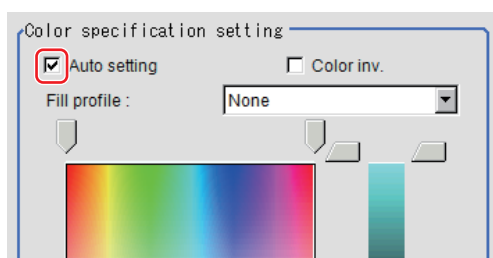 Color specification setting
Auto setting Color inv.
Fill profile : None